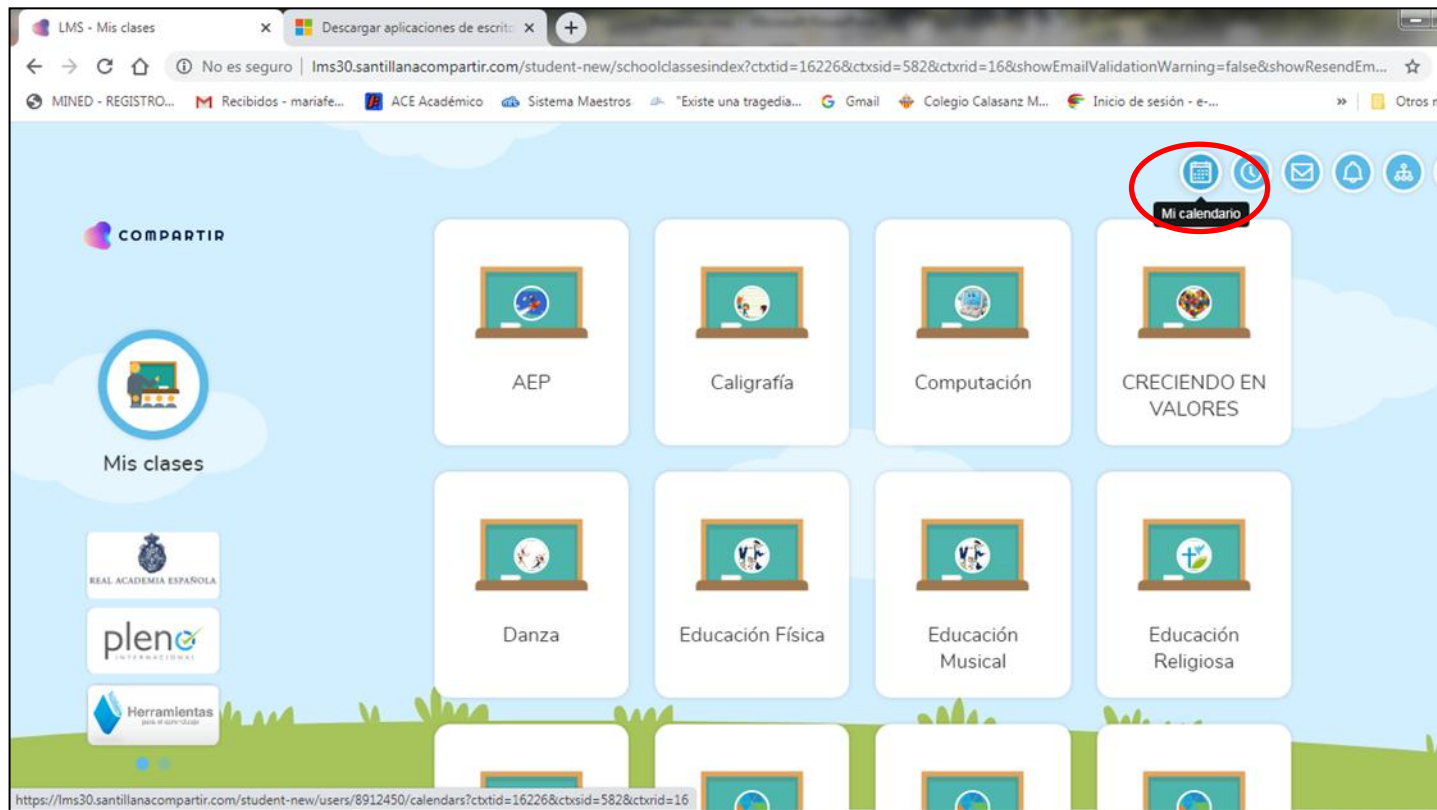 LMS - Mis clases
Descargar aplicaciones de escrito
No es seguro | lms30.santillanacompartir.com/student-new/schoolclassesindex?ctxtid=16226&ctxsid=582&ctxrid=16&showEmailValidationWarning=false&showResendEm...
MINED - REGISTRO... Recibidos - mariafe... ACE Académico Sistema Maestros "Existe una tragedia... Gmail Colegio Calasanz M... Inicio de sesión - e-... » Otros
Mi calendario
COMPARTIR
AEP
Caligrafía
Computación
CRECIENDO EN
VALORES
Mis clases
REAL ACADEMIA ESPAÑOLA
pleno
INTERNACIONAL
Herramientas
para el aprendizaje
Danza
Educación Física
Educación
Musical
Educación
Religiosa
https://lms30.santillanacompartir.com/student-new/users/8912450/calendars?ctxtid=16226&ctxsid=582&ctxrid=16